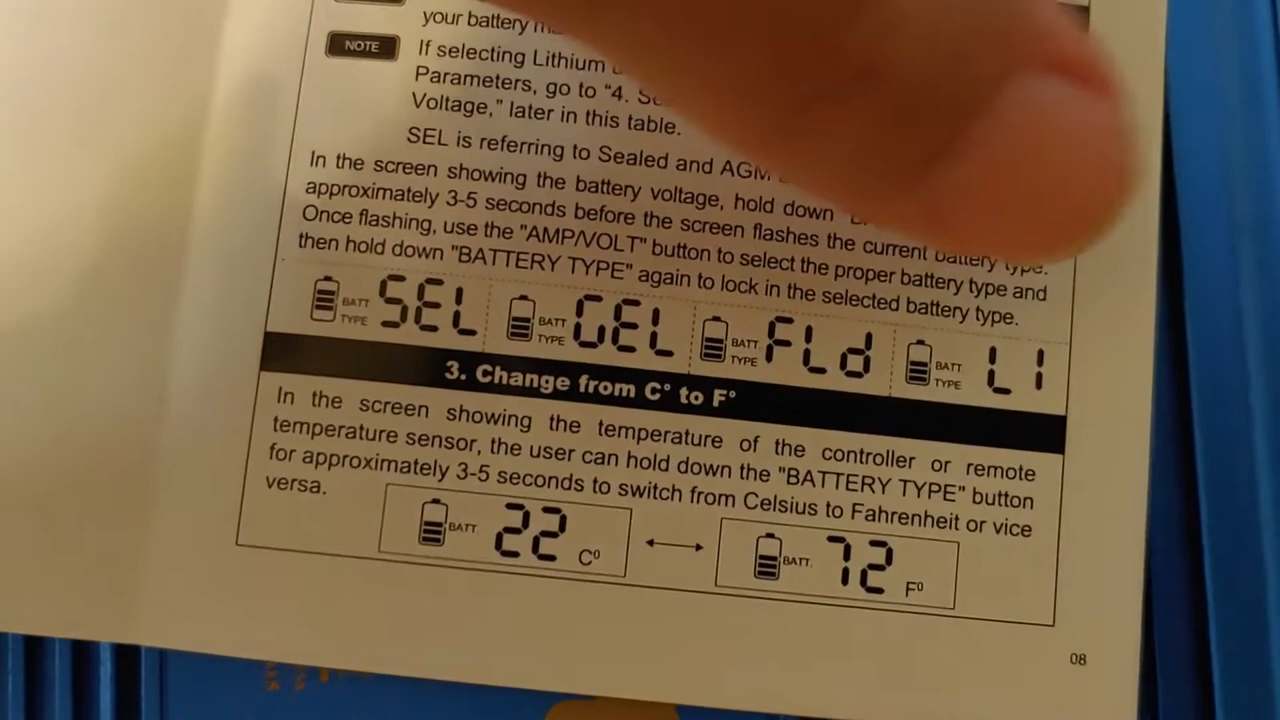 your battery
NOTE
If selecting Lithium
Parameters, go to “4.
Voltage,” later in this table.
SEL is referring to Sealed and AGM
In the screen showing the battery voltage, hold down
approximately 3-5 seconds before the screen flashes the current battery type.
Once flashing, use the "AMP/VOLT" button to select the proper battery type and
then hold down "BATTERY TYPE" again to lock in the selected battery type.
BATT TYPE SEL
BATT TYPE GEL
BATT TYPE FLd
BATT TYPE LI
3. Change from C° to F°
In the screen showing the temperature of the controller or remote
temperature sensor, the user can hold down the "BATTERY TYPE" button
for approximately 3-5 seconds to switch from Celsius to Fahrenheit or vice
versa.
BATT. 22 C⁰
BATT. 72 F⁰
08